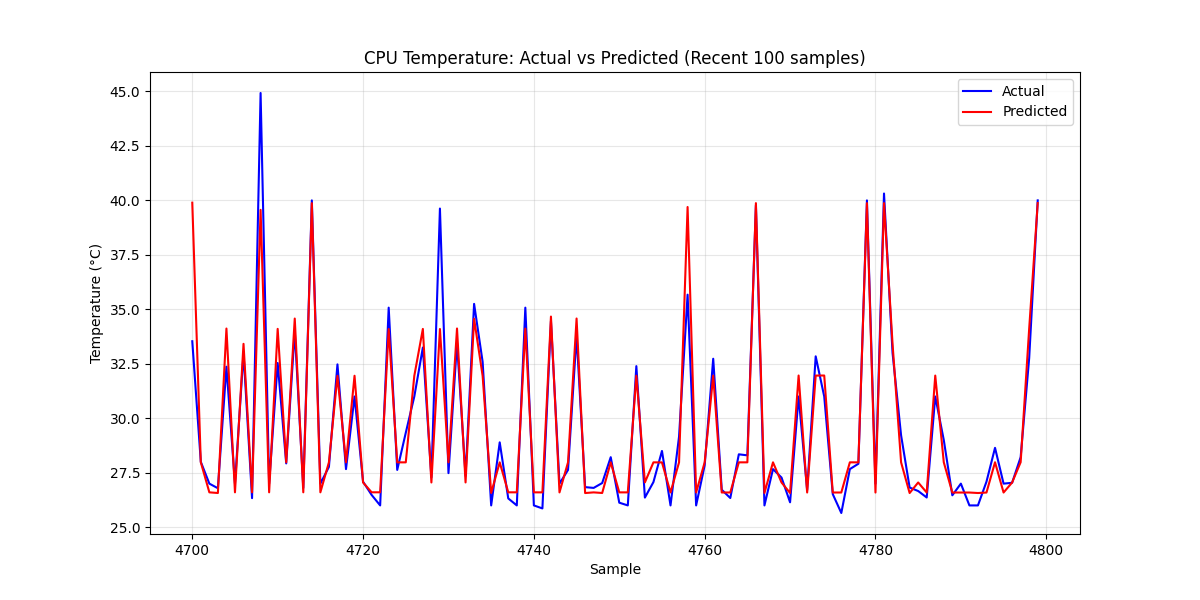 CPU Temperature: Actual vs Predicted (Recent 100 samples)
Actual
Predicted
Temperature (°C)
45.0
42.5
40.0
37.5
35.0
32.5
30.0
27.5
25.0
4700 4720 4740 4760 4780 4800
Sample